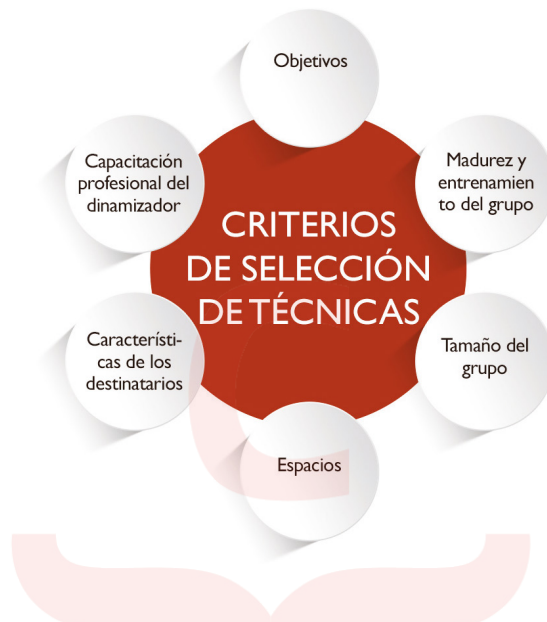 Objetivos
Capacitación
profesional del
dinamizador
Madurez y
entrenamien
to del grupo
CRITERIOS
DE SELECCIÓN
DE TÉCNICAS
Característi-
cas de los
destinatarios
Tamaño del
grupo
Espacios